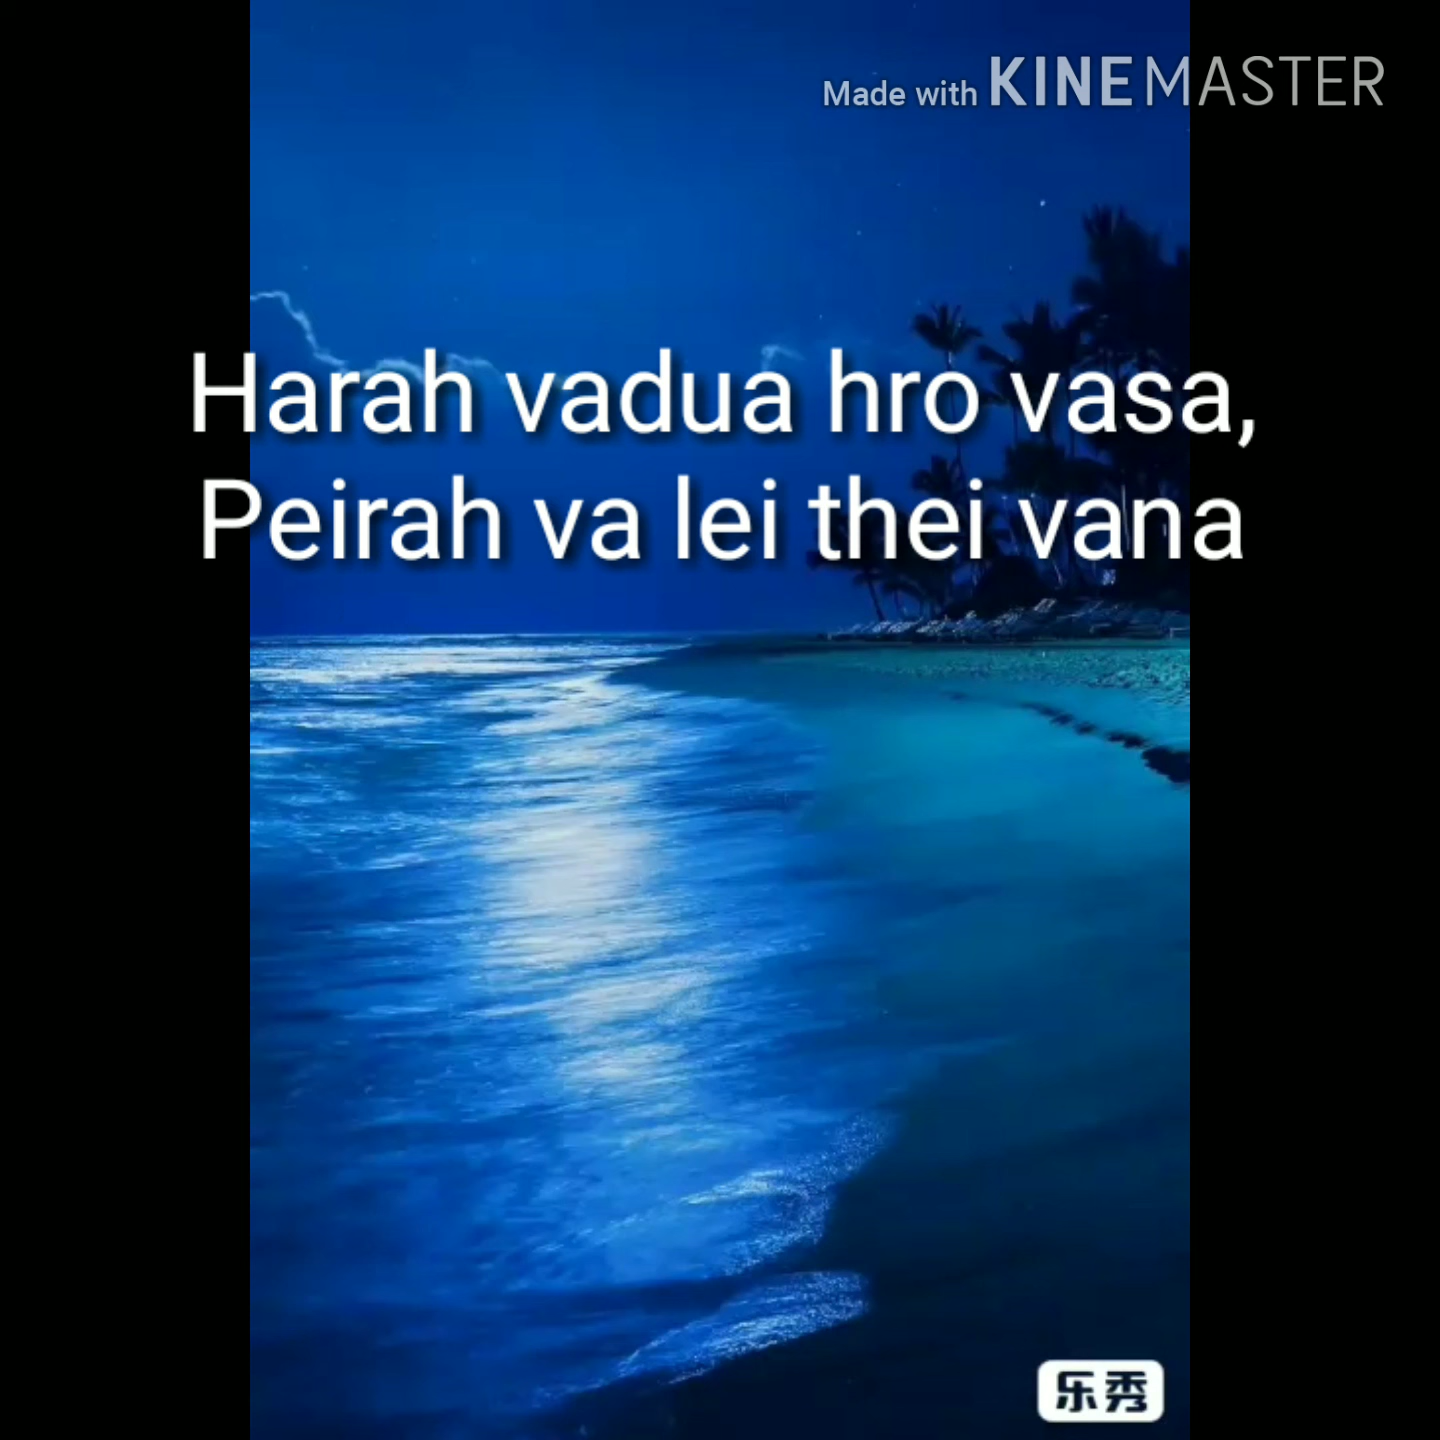 Made with KINEMASTER
Harah vadua hro vasa,
Peirah va lei thei vana
乐秀